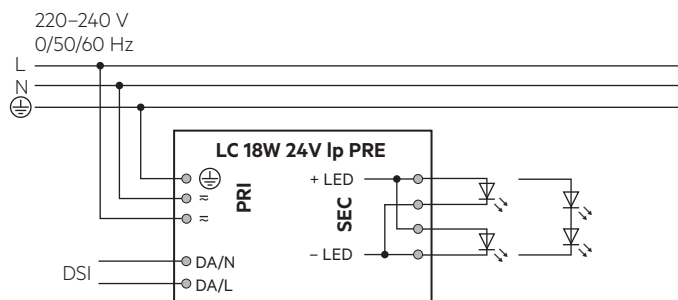 220–240 V
0/50/60 Hz
L
N
LC 18W 24V lp PRE
PRI
≂
≂
SEC
+ LED
– LED
DSI
DA/N
DA/L